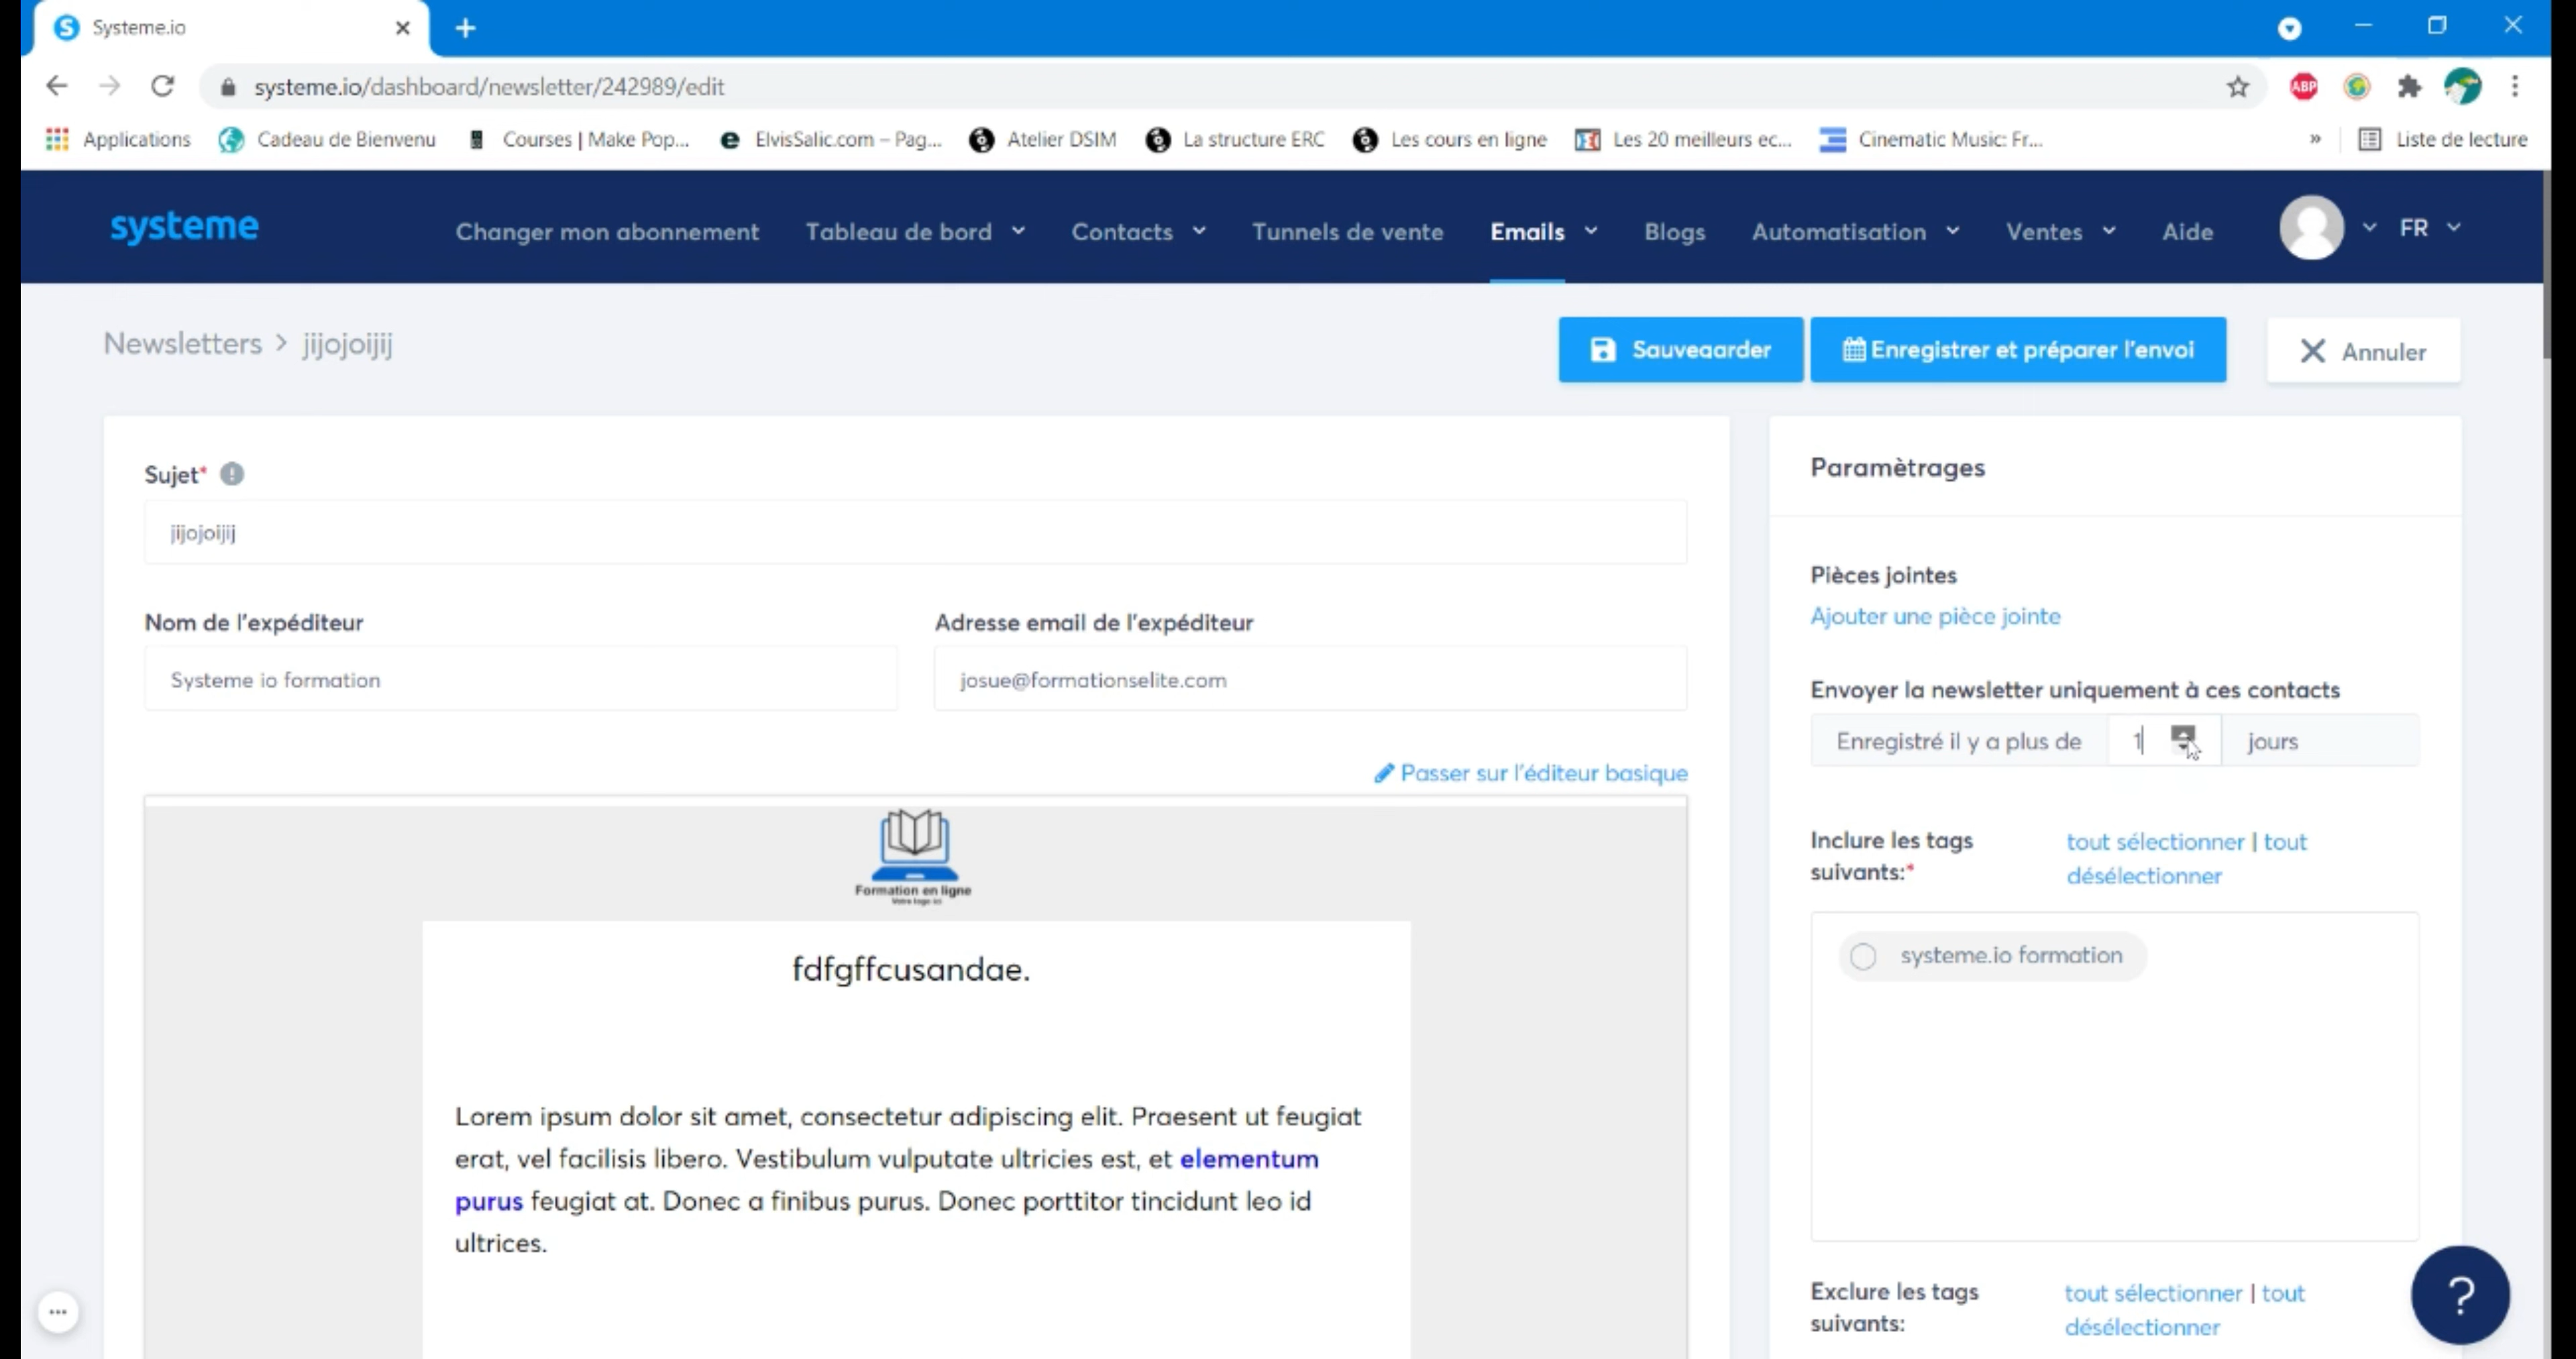 Systeme.io
systeme.io/dashboard/newsletter/242989/edit
ABP
Applications
Cadeau de Bienvenu
Courses | Make Pop...
ElvisSalic.com – Pag...
Atelier DSIM
La structure ERC
Les cours en ligne
Les 20 meilleurs ec...
Cinematic Music: Fr...
»
Liste de lecture
systeme
Changer mon abonnement
Tableau de bord
Contacts
Tunnels de vente
Emails
Blogs
Automatisation
Ventes
Aide
FR
Newsletters > jijojoijij
Sauvegarder
Enregistrer et préparer l'envoi
Annuler
Sujet*
jijojoijij
Nom de l'expéditeur
Systeme io formation
Adresse email de l'expéditeur
josue@formationselite.com
Passer sur l'éditeur basique
Formation en ligne
Votre logo ici
fdfgffcusandae.
Lorem ipsum dolor sit amet, consectetur adipiscing elit. Praesent ut feugiat
erat, vel facilisis libero. Vestibulum vulputate ultricies est, et elementum
purus feugiat at. Donec a finibus purus. Donec porttitor tincidunt leo id
ultrices.
Paramètrages
Pièces jointes
Ajouter une pièce jointe
Envoyer la newsletter uniquement à ces contacts
Enregistré il y a plus de 1 jours
Inclure les tags
suivants:*
tout sélectionner | tout
désélectionner
systeme.io formation
Exclure les tags
suivants:
tout sélectionner | tout
désélectionner
?